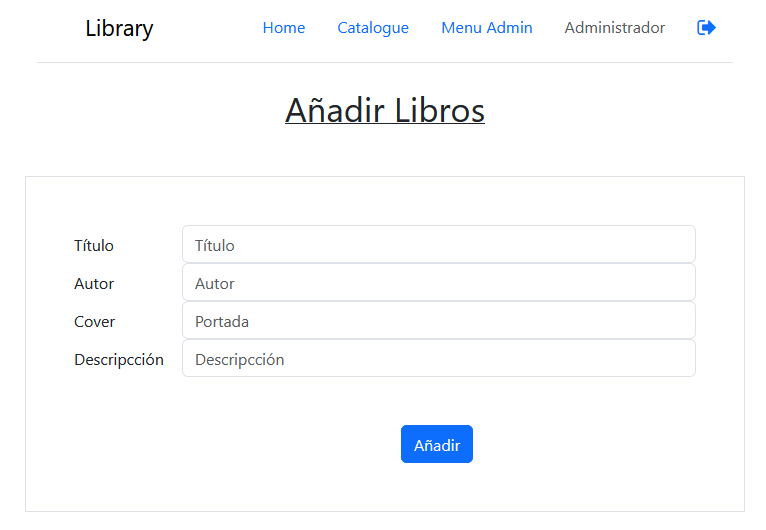 Library Home Catalogue Menu Admin Administrador
Añadir Libros
Título Título
Autor Autor
Cover Portada
Descripcción Descripcción
Añadir